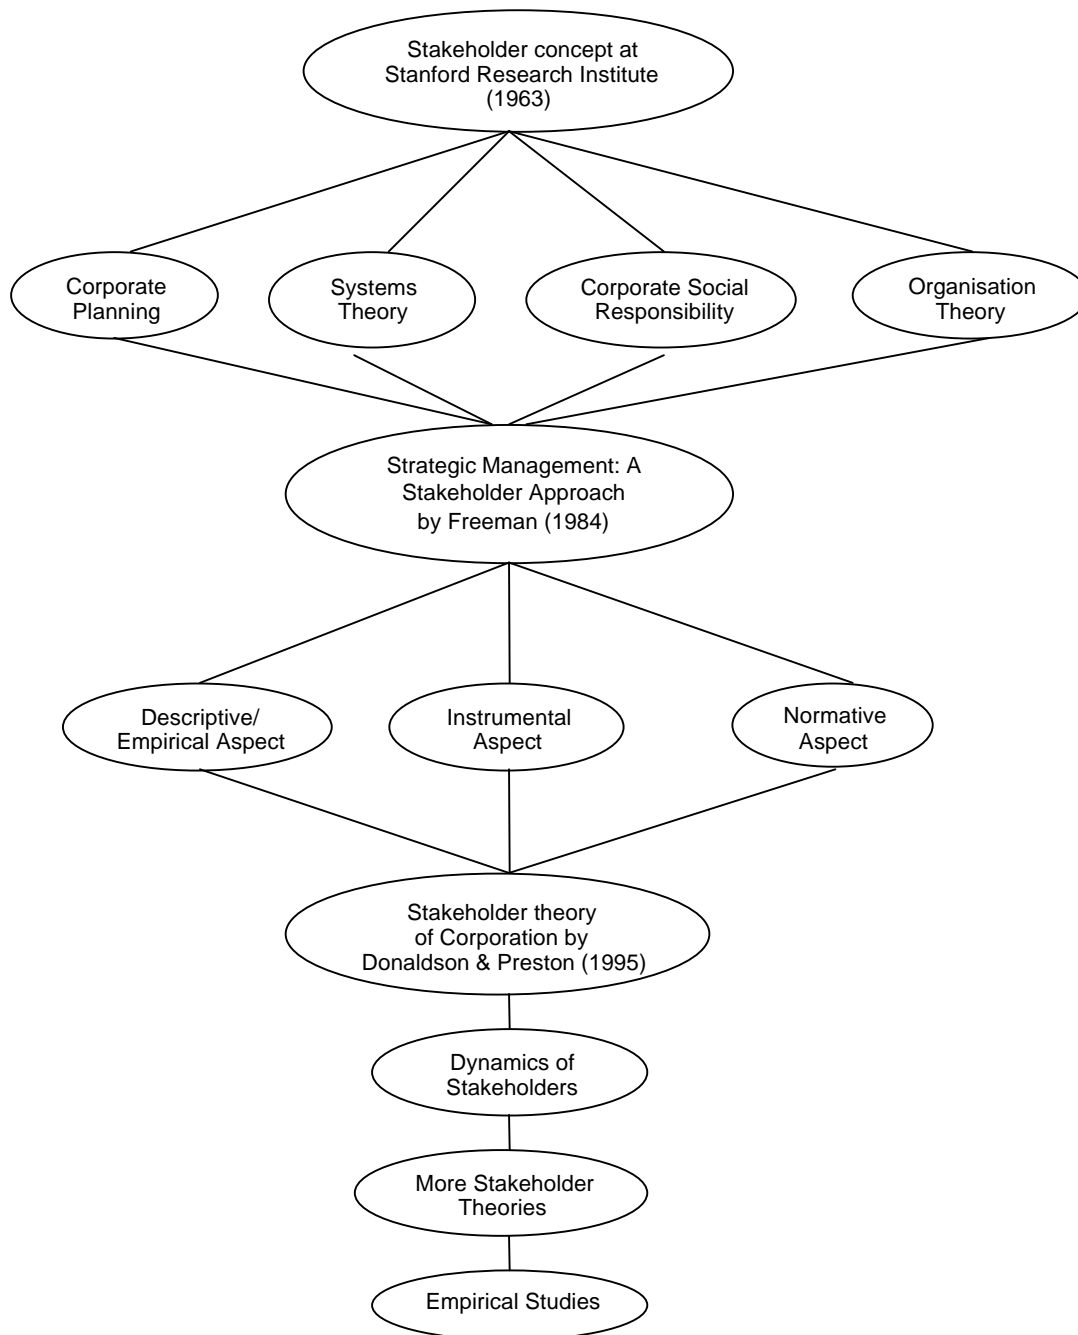 Stakeholder concept at
Stanford Research Institute
(1963)
Corporate
Planning
Systems
Theory
Corporate Social
Responsibility
Organisation
Theory
Strategic Management: A
Stakeholder Approach
by Freeman (1984)
Descriptive/
Empirical Aspect
Instrumental
Aspect
Normative
Aspect
Stakeholder theory
of Corporation by
Donaldson & Preston (1995)
Dynamics of
Stakeholders
More Stakeholder
Theories
Empirical Studies